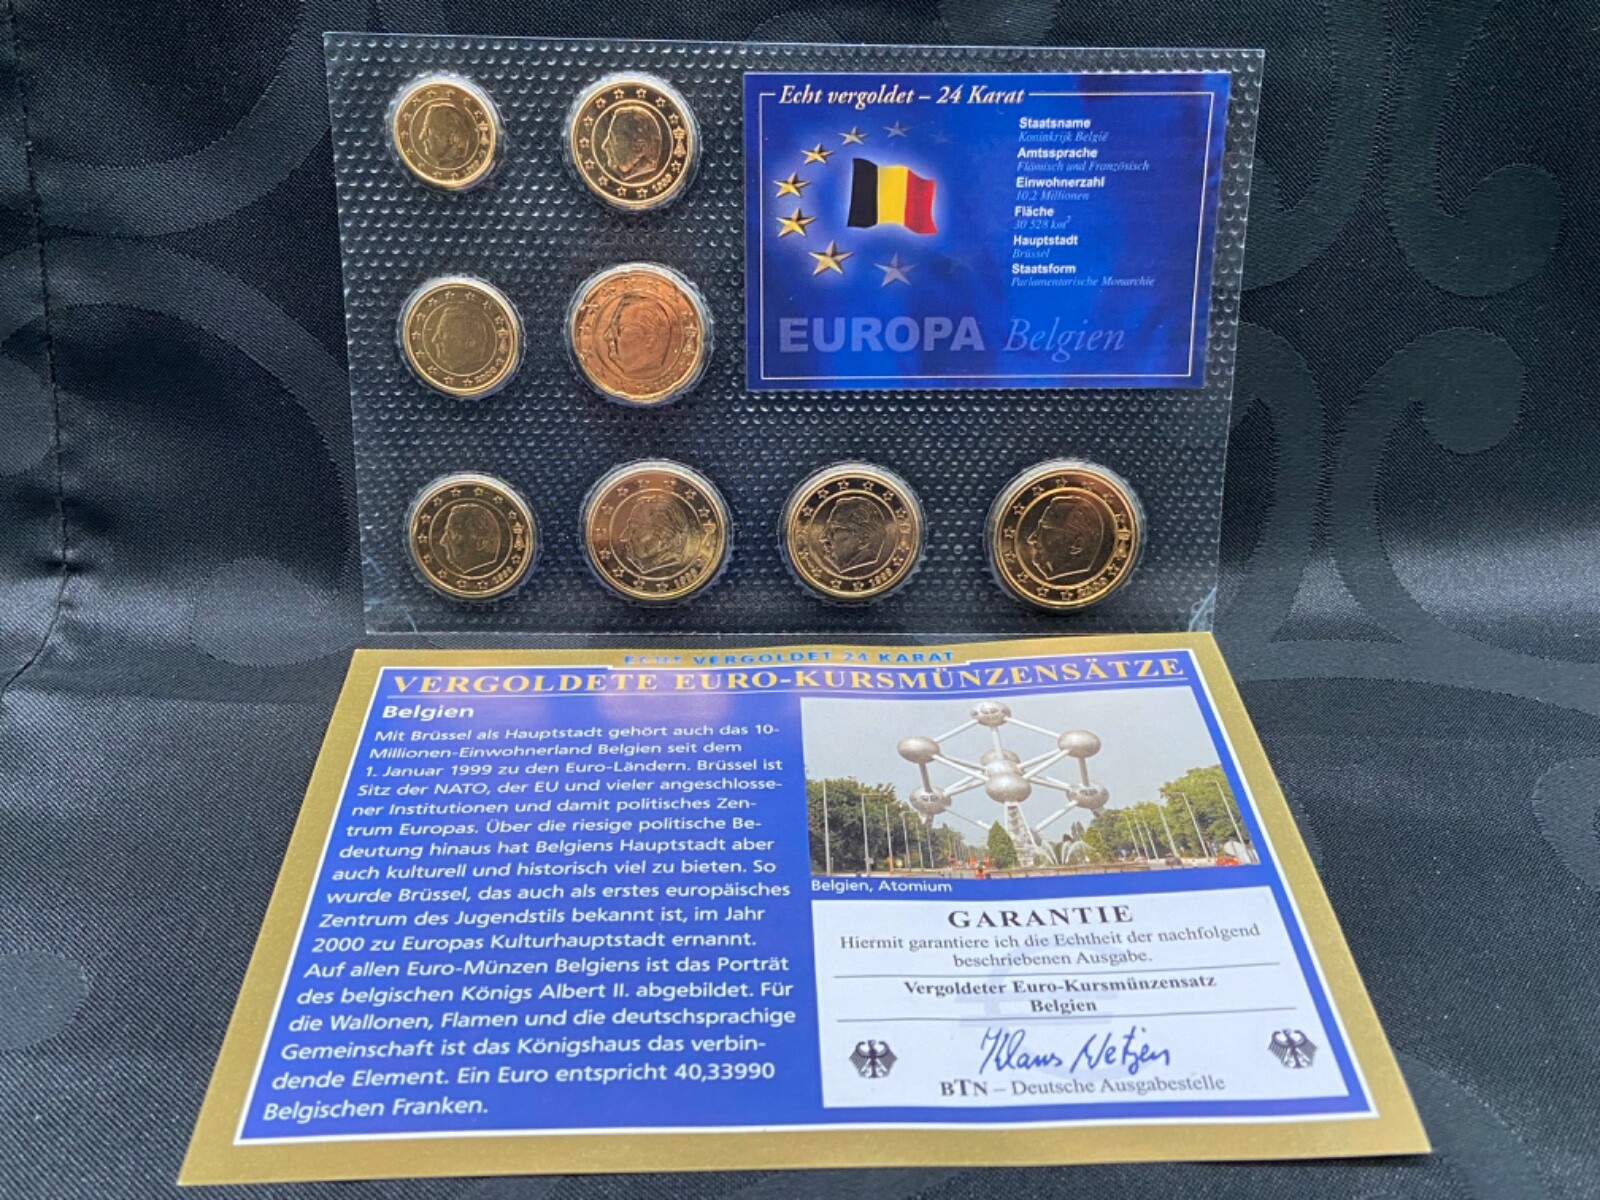 Echt vergoldet – 24 Karat
Staatsname
Koninkrijk België
Amtssprache
Flämisch und Französisch
Einwohnerzahl
10,2 Millionen
Fläche
30 528 km²
Hauptstadt
Brüssel
Staatsform
Parlamentarische Monarchie
EUROPA Belgien
1999
2000
1999
1999
1999
2000
ECHT VERGOLDET 24 KARAT
VERGOLDETE EURO-KURSMÜNZENSÄTZE
Belgien
Mit Brüssel als Hauptstadt gehört auch das 10-
Millionen-Einwohnerland Belgien seit dem
1. Januar 1999 zu den Euro-Ländern. Brüssel ist
Sitz der NATO, der EU und vieler angeschlosse-
ner Institutionen und damit politisches Zen-
trum Europas. Über die riesige politische Be-
deutung hinaus hat Belgiens Hauptstadt aber
auch kulturell und historisch viel zu bieten. So
wurde Brüssel, das auch als erstes europäisches
Zentrum des Jugendstils bekannt ist, im Jahr
2000 zu Europas Kulturhauptstadt ernannt.
Auf allen Euro-Münzen Belgiens ist das Porträt
des belgischen Königs Albert II. abgebildet. Für
die Wallonen, Flamen und die deutschsprachige
Gemeinschaft ist das Königshaus das verbin-
dende Element. Ein Euro entspricht 40,33990
Belgischen Franken.
Belgien, Atomium
GARANTIE
Hiermit garantiere ich die Echtheit der nachfolgend
beschriebenen Ausgabe.
Vergoldeter Euro-Kursmünzensatz
Belgien
Klaus Netzen
BTN – Deutsche Ausgabestelle